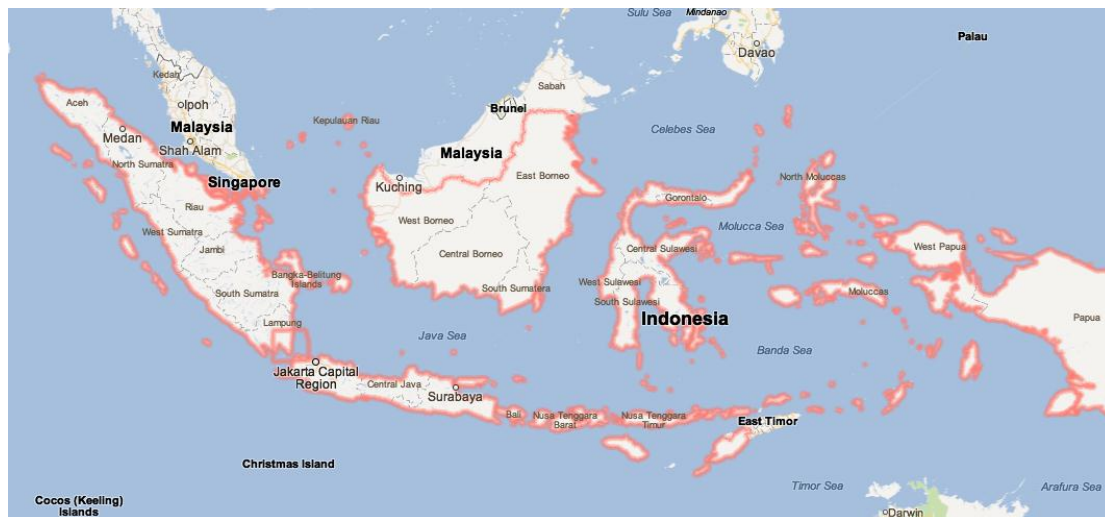 Sulu Sea
Mindanao
Davao
Palau
Kedah
Ipoh
Malaysia
Shah Alam
Singapore
Aceh
Medan
North Sumatra
Riau
West Sumatra
Jambi
Bangka-Belitung
Islands
South Sumatra
Lampung
Kepulauan Riau
Sabah
Brunei
Malaysia
Kuching
East Borneo
West Borneo
Central Borneo
South Sumatera
Celebes Sea
Gorontalo
North Moluccas
Molucca Sea
Central Sulawesi
West Sulawesi
South Sulawesi
Indonesia
Moluccas
West Papua
Papua
Java Sea
Banda Sea
Jakarta Capital
Region
Central Java
Surabaya
Bali
Nusa Tenggara
Barat
Nusa Tenggara
Timur
East Timor
Christmas Island
Cocos (Keeling)
Islands
Timor Sea
Arafura Sea
Darwin